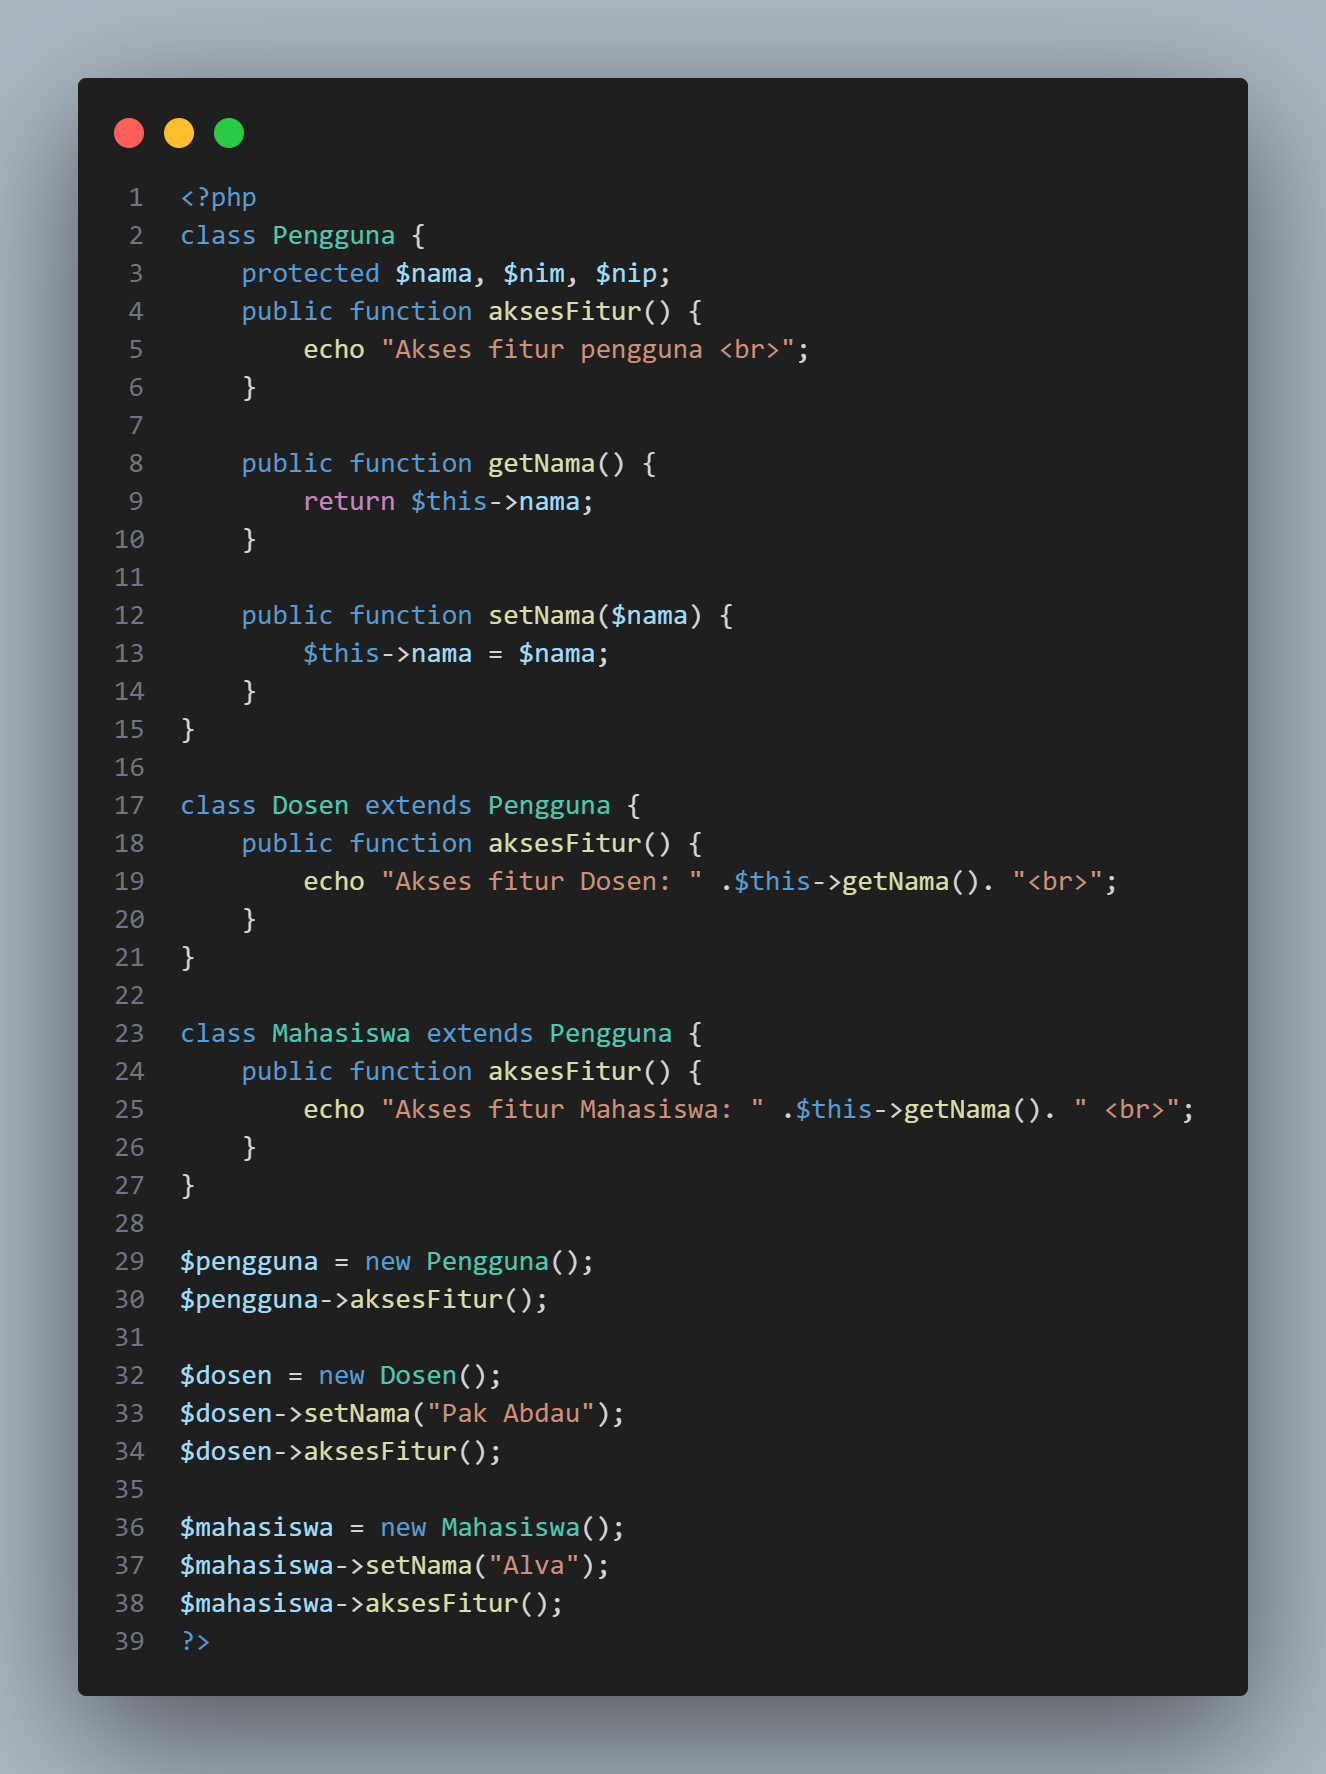 1 <?php
2 class Pengguna {
3     protected $nama, $nim, $nip;
4     public function aksesFitur() {
5         echo "Akses fitur pengguna <br>";
6     }
7
8     public function getNama() {
9         return $this->nama;
10     }
11
12     public function setNama($nama) {
13         $this->nama = $nama;
14     }
15 }
16
17 class Dosen extends Pengguna {
18     public function aksesFitur() {
19         echo "Akses fitur Dosen: " .$this->getNama(). "<br>";
20     }
21 }
22
23 class Mahasiswa extends Pengguna {
24     public function aksesFitur() {
25         echo "Akses fitur Mahasiswa: " .$this->getNama(). " <br>";
26     }
27 }
28
29 $pengguna = new Pengguna();
30 $pengguna->aksesFitur();
31
32 $dosen = new Dosen();
33 $dosen->setNama("Pak Abdau");
34 $dosen->aksesFitur();
35
36 $mahasiswa = new Mahasiswa();
37 $mahasiswa->setNama("Alva");
38 $mahasiswa->aksesFitur();
39 ?>